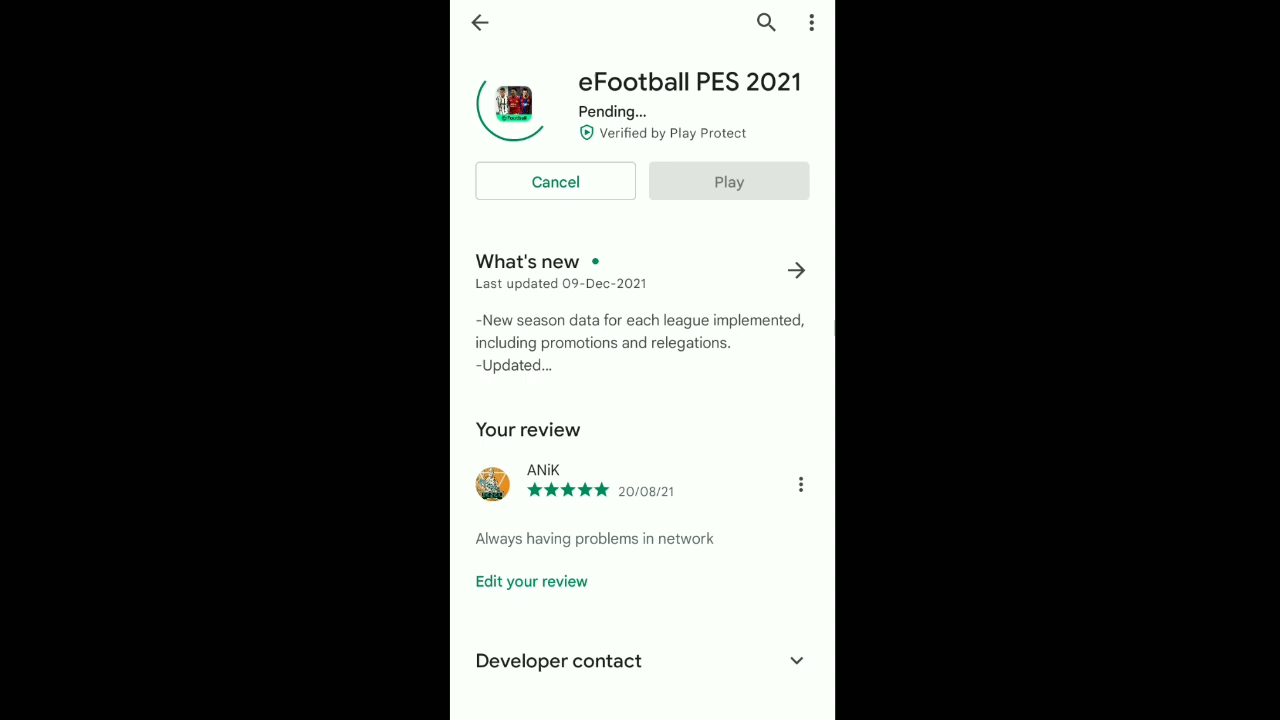 eFootball PES 2021
Pending...
Verified by Play Protect
Cancel
Play
What's new
Last updated 09-Dec-2021
-New season data for each league implemented,
including promotions and relegations.
-Updated...
Your review
ANiK
20/08/21
Always having problems in network
Edit your review
Developer contact